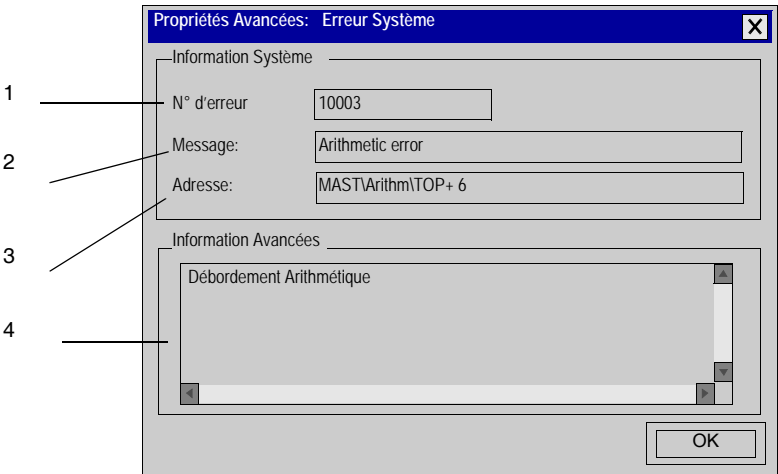 Propriétés Avancées: Erreur Système
Information Système
1
N° d'erreur
10003
2
Message:
Arithmetic error
3
Adresse:
MAST\Arithm\TOP+ 6
Information Avancées
4
Débordement Arithmétique
OK